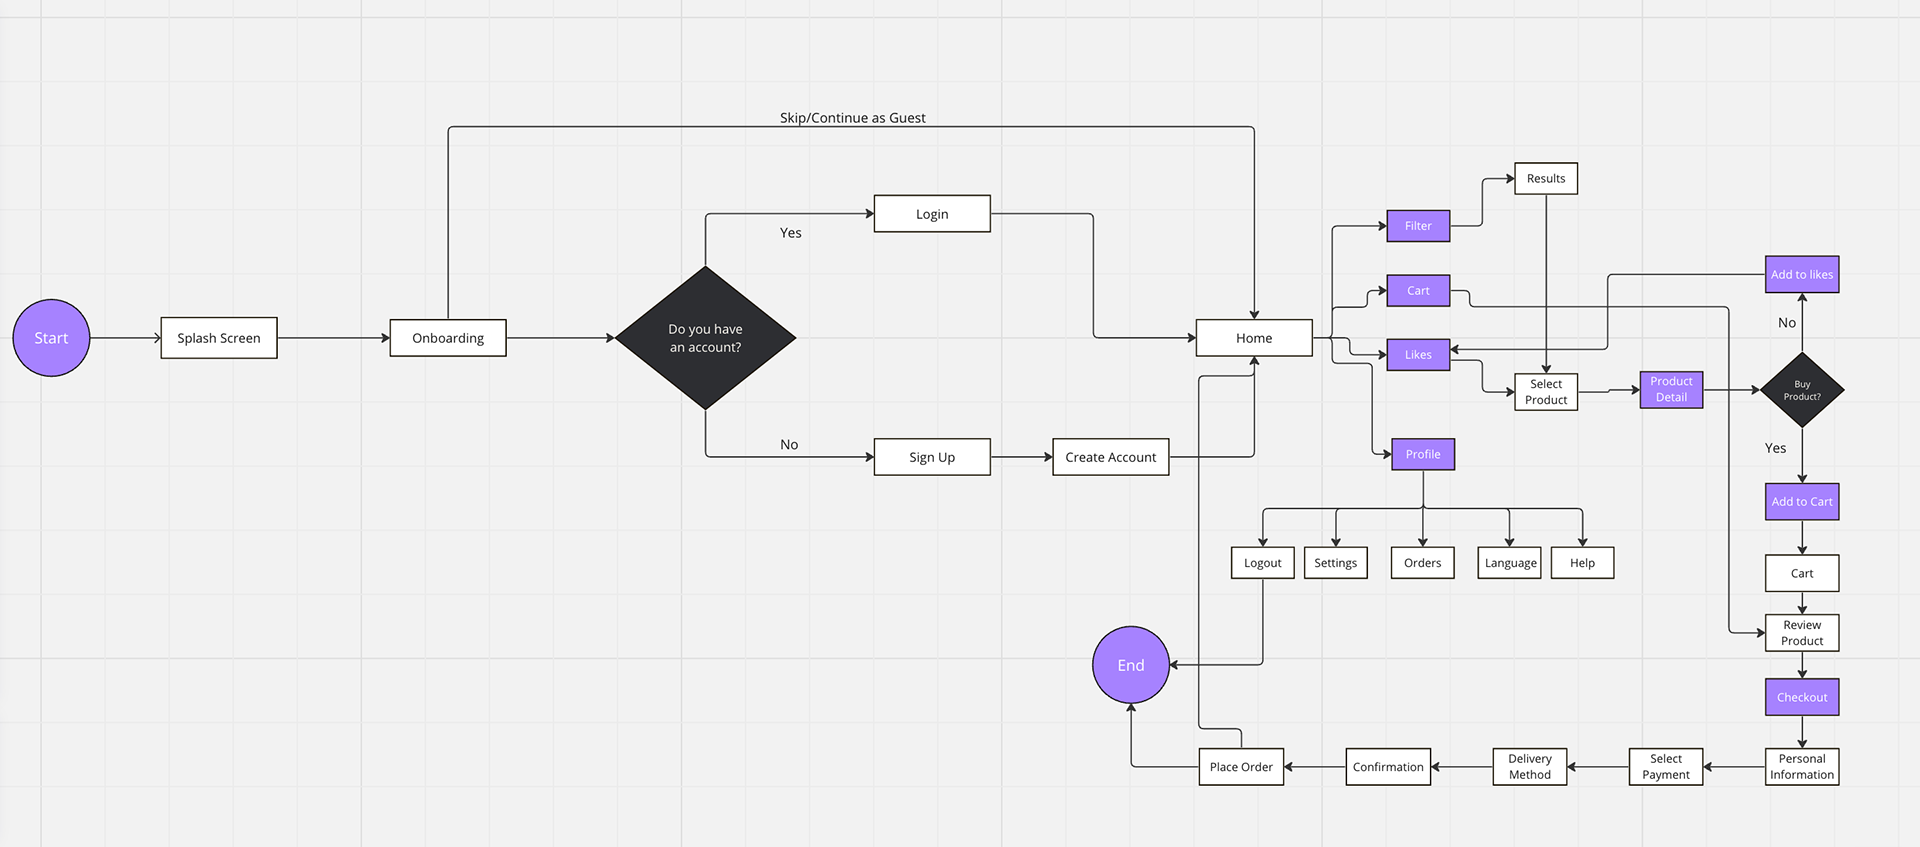 Skip/Continue as Guest
Results
Login
Filter
Yes
Add to likes
Cart
No
Start
Splash Screen
Onboarding
Do you have
an account?
Home
Likes
Select
Product
Product
Detail
Buy
Product?
No
Yes
Sign Up
Create Account
Profile
Add to Cart
Logout
Settings
Orders
Language
Help
Cart
Review
Product
End
Checkout
Place Order
Confirmation
Delivery
Method
Select
Payment
Personal
Information